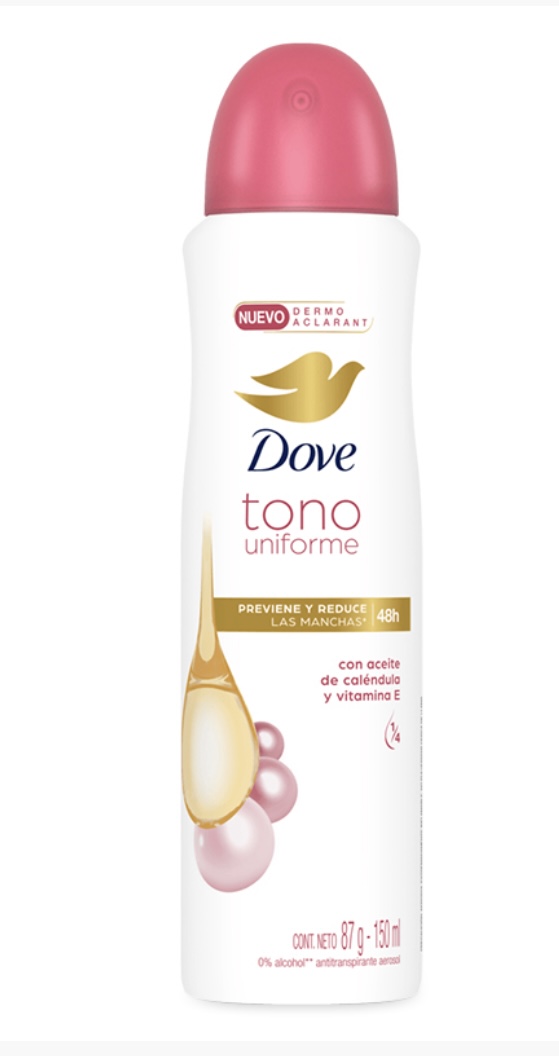 NUEVO
DERMO
ACLARANT
Dove
tono
uniforme
PREVIENE Y REDUCE
LAS MANCHAS*
48h
con aceite
de caléndula
y vitamina E
1/4
CONT. NETO 87 g - 150 ml
0% alcohol** antitranspirante aerosol